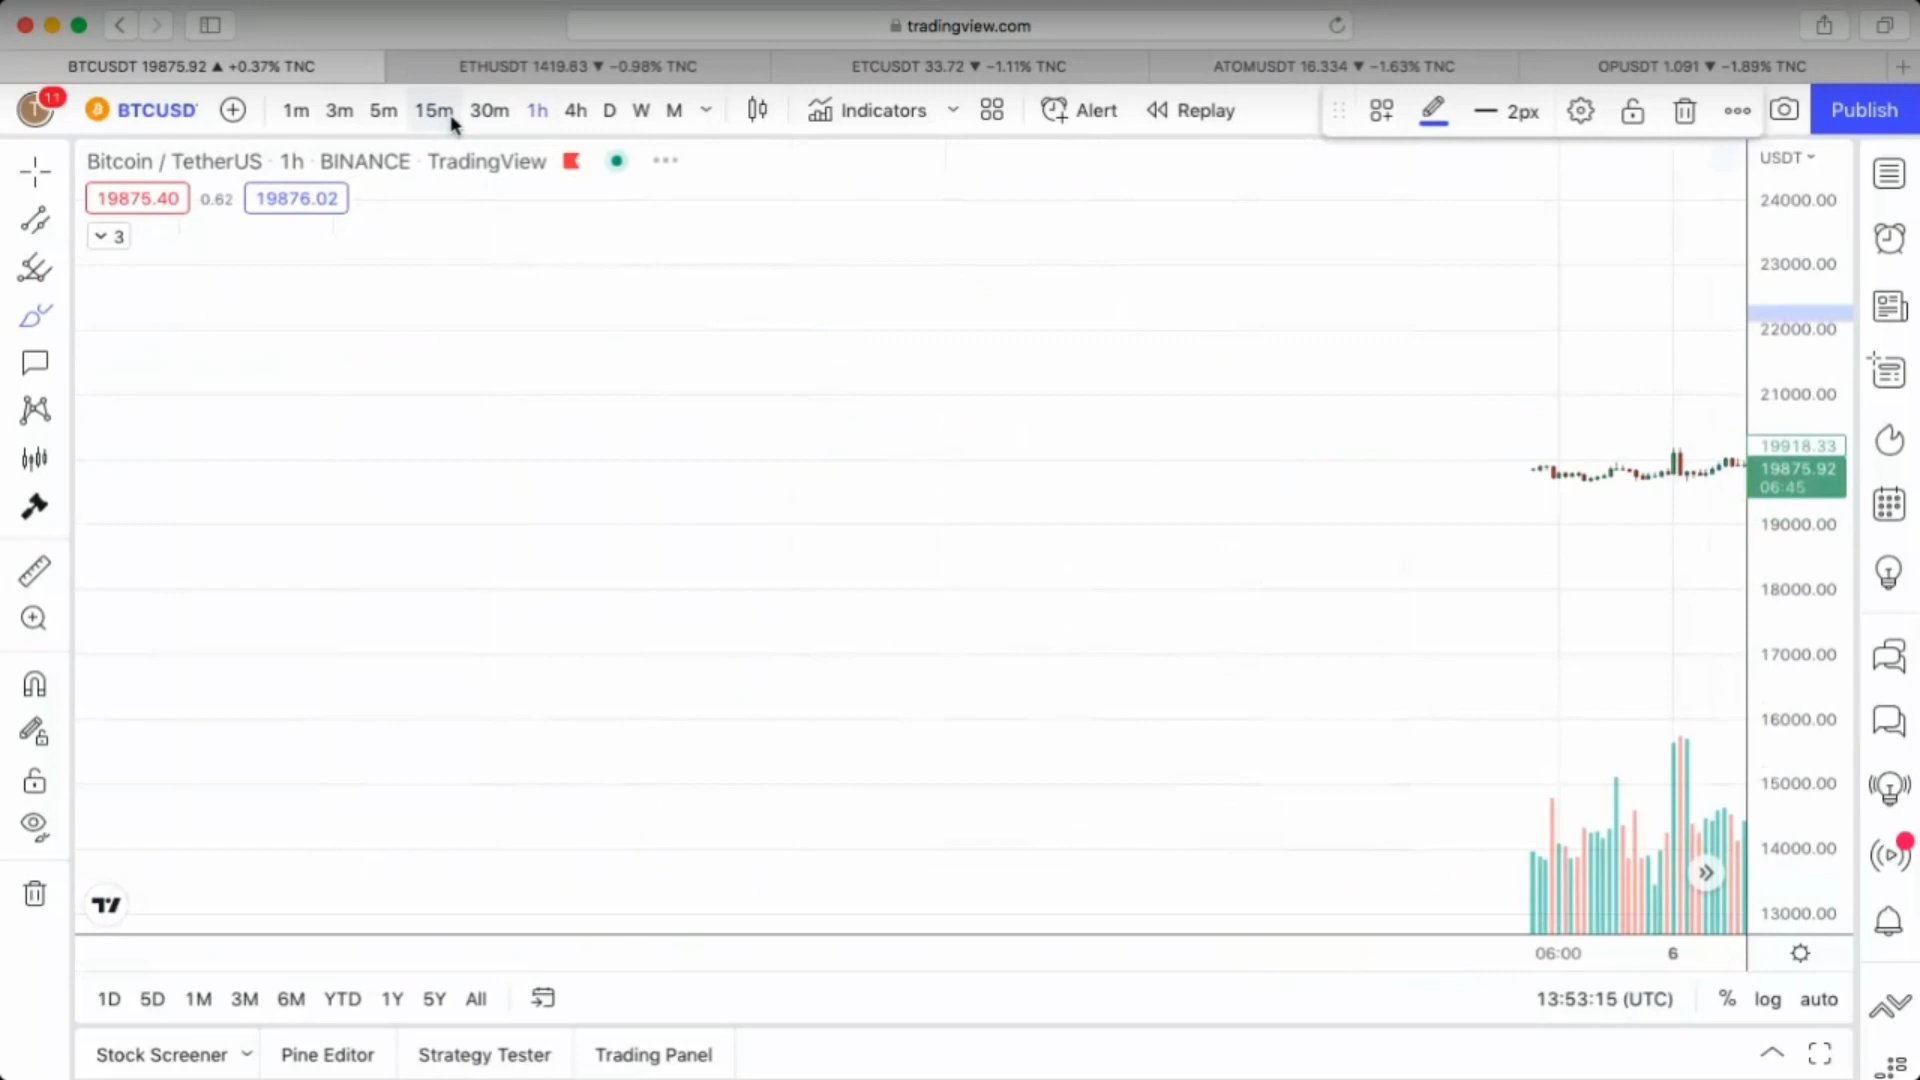 tradingview.com
BTCUSDT 19875.92 ▲ +0.37% TNC
ETHUSDT 1419.83 ▼ −0.98% TNC
ETCUSDT 33.72 ▼ −1.11% TNC
ATOMUSDT 16.334 ▼ −1.63% TNC
OPUSDT 1.091 ▼ −1.89% TNC
T 11 BTCUSD 1m 3m 5m 15m 30m 1h 4h D W M Indicators Alert Replay 2px Publish
Bitcoin / TetherUS · 1h · BINANCE · TradingView
USDT
19875.40 0.62 19876.02
3
24000.00
23000.00
22000.00
21000.00
19918.33
19875.92
06:45
19000.00
18000.00
17000.00
16000.00
15000.00
14000.00
13000.00
06:00 6
1D 5D 1M 3M 6M YTD 1Y 5Y All
13:53:15 (UTC) % log auto
Stock Screener Pine Editor Strategy Tester Trading Panel